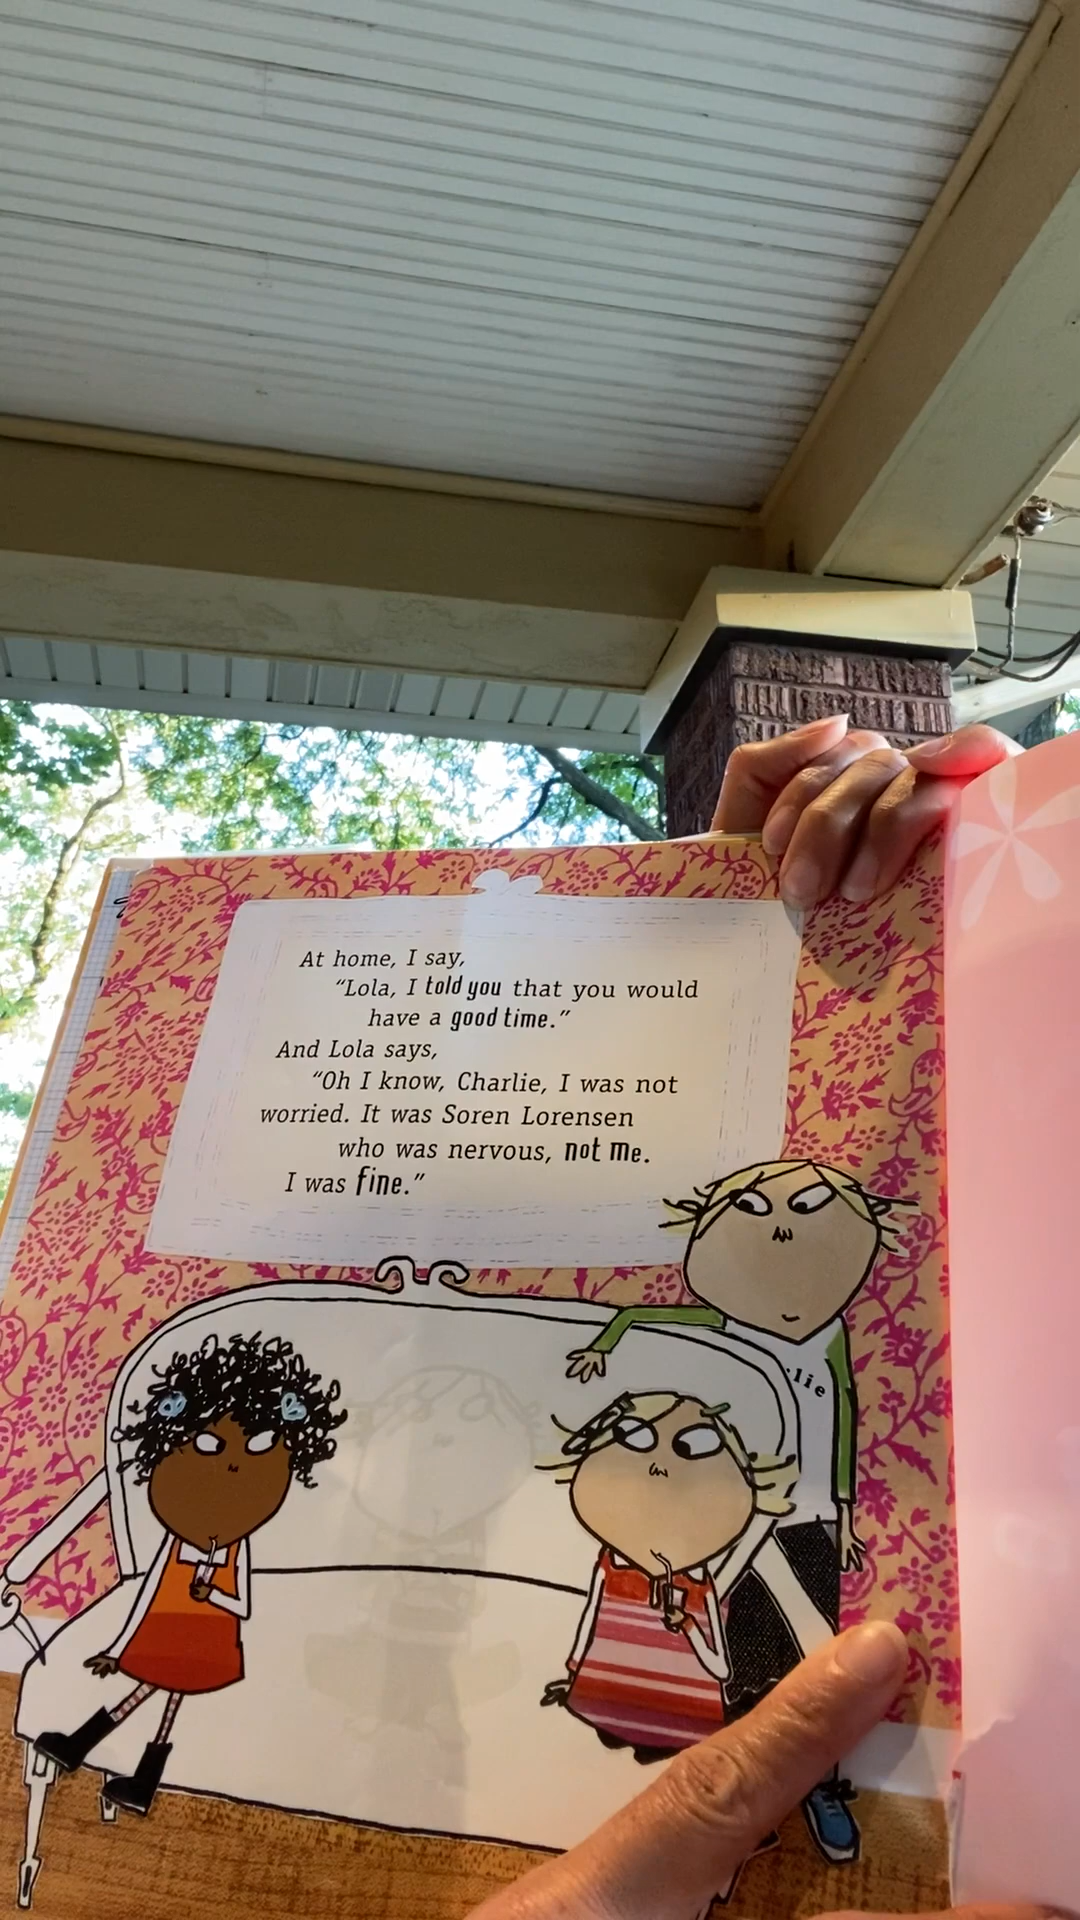 At home, I say,
“Lola, I told you that you would
have a good time.”
And Lola says,
“Oh I know, Charlie, I was not
worried. It was Soren Lorensen
who was nervous, not me.
I was fine.”
lie